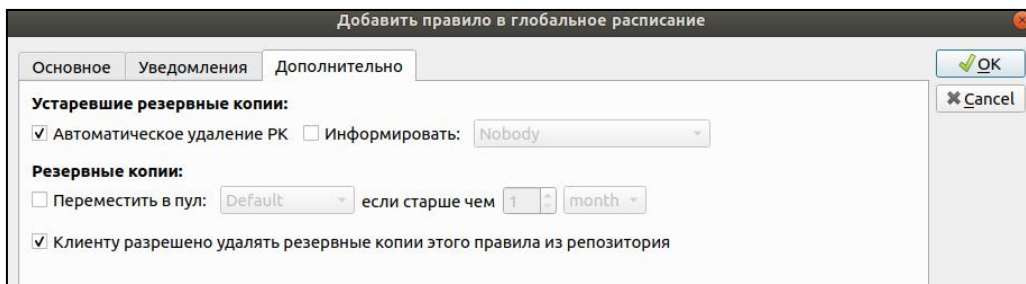 Добавить правило в глобальное расписание
Основное Уведомления Дополнительно
OK
Cancel
Устаревшие резервные копии:
Автоматическое удаление РК Информировать: Nobody
Резервные копии:
Переместить в пул: Default если старше чем 1 month
Клиенту разрешено удалять резервные копии этого правила из репозитория